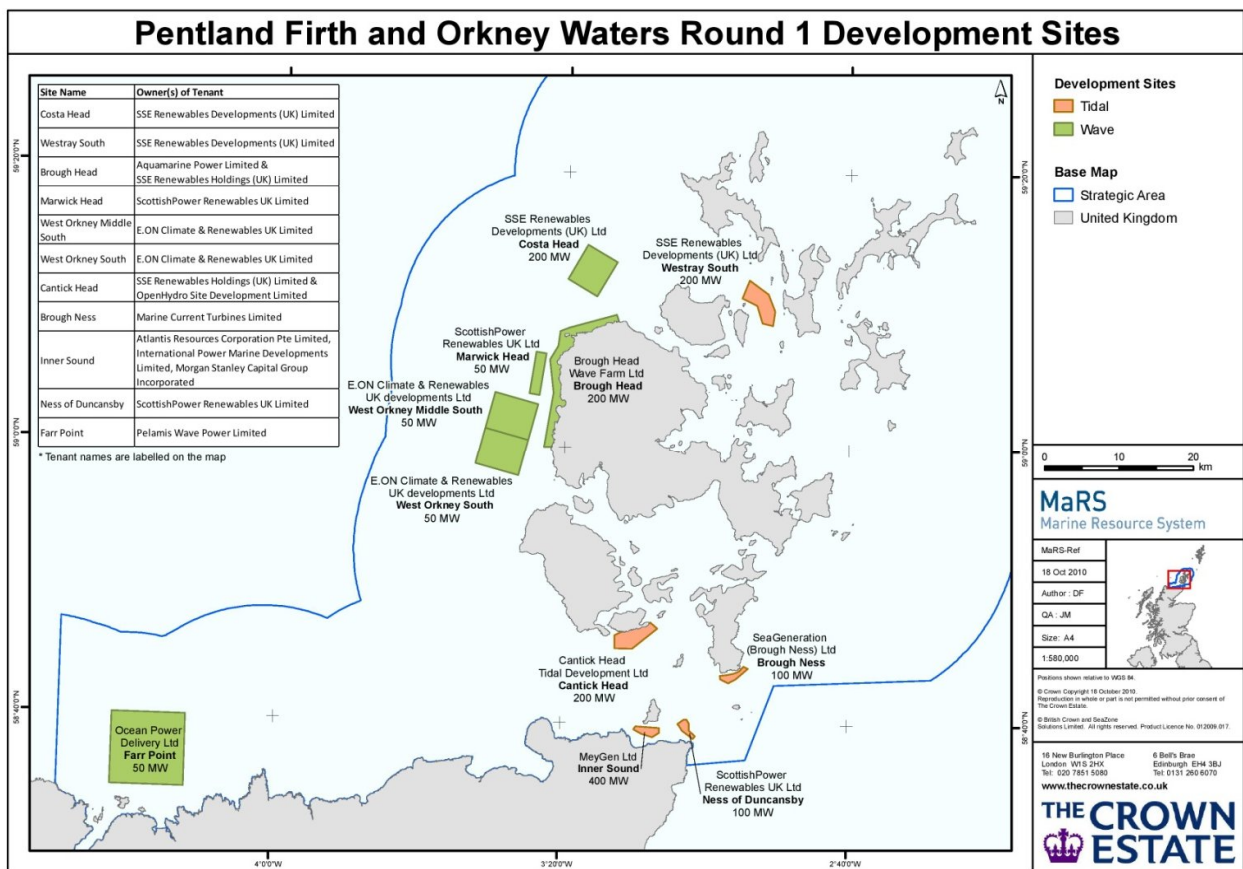 Pentland Firth and Orkney Waters Round 1 Development Sites
Site Name Owner(s) of Tenant
Costa Head SSE Renewables Developments (UK) Limited
Westray South SSE Renewables Developments (UK) Limited
Brough Head Aquamarine Power Limited &
SSE Renewables Holdings (UK) Limited
Marwick Head ScottishPower Renewables UK Limited
West Orkney Middle
South E.ON Climate & Renewables UK Limited
West Orkney South E.ON Climate & Renewables UK Limited
Cantick Head SSE Renewables Holdings (UK) Limited &
OpenHydro Site Development Limited
Brough Ness Marine Current Turbines Limited
Inner Sound Atlantis Resources Corporation Pte Limited,
International Power Marine Developments
Limited, Morgan Stanley Capital Group
Incorporated
Ness of Duncansby ScottishPower Renewables UK Limited
Farr Point Pelamis Wave Power Limited
* Tenant names are labelled on the map
N
SSE Renewables
Developments (UK) Ltd
Costa Head
200 MW
SSE Renewables
Developments (UK) Ltd
Westray South
200 MW
ScottishPower
Renewables UK Ltd
Marwick Head
50 MW
Brough Head
Wave Farm Ltd
Brough Head
200 MW
E.ON Climate & Renewables
UK developments Ltd
West Orkney Middle South
50 MW
E.ON Climate & Renewables
UK developments Ltd
West Orkney South
50 MW
Cantick Head
Tidal Development Ltd
Cantick Head
200 MW
SeaGeneration
(Brough Ness) Ltd
Brough Ness
100 MW
Ocean Power
Delivery Ltd
Farr Point
50 MW
MeyGen Ltd
Inner Sound
400 MW
ScottishPower
Renewables UK Ltd
Ness of Duncansby
100 MW
59°20'0"N
59°0'0"N
58°40'0"N
59°20'0"N
59°0'0"N
58°40'0"N
4°0'0"W
3°20'0"W
2°40'0"W
Development Sites
Tidal
Wave
Base Map
Strategic Area
United Kingdom
0 10 20
km
MaRS
Marine Resource System
MaRS-Ref
18 Oct 2010
Author : DF
QA : JM
Size: A4
1:580,000
Positions shown relative to WGS 84.
© Crown Copyright 18 October 2010.
Reproduction in whole or part is not permitted without prior consent of
The Crown Estate.
© British Crown and SeaZone
Solutions Limited. All rights reserved. Product Licence No. 012009.017.
16 New Burlington Place
London W1S 2HX
Tel: 020 7851 5080
6 Bell's Brae
Edinburgh EH4 3BJ
Tel: 0131 260 6070
www.thecrownestate.co.uk
THE CROWN
ESTATE